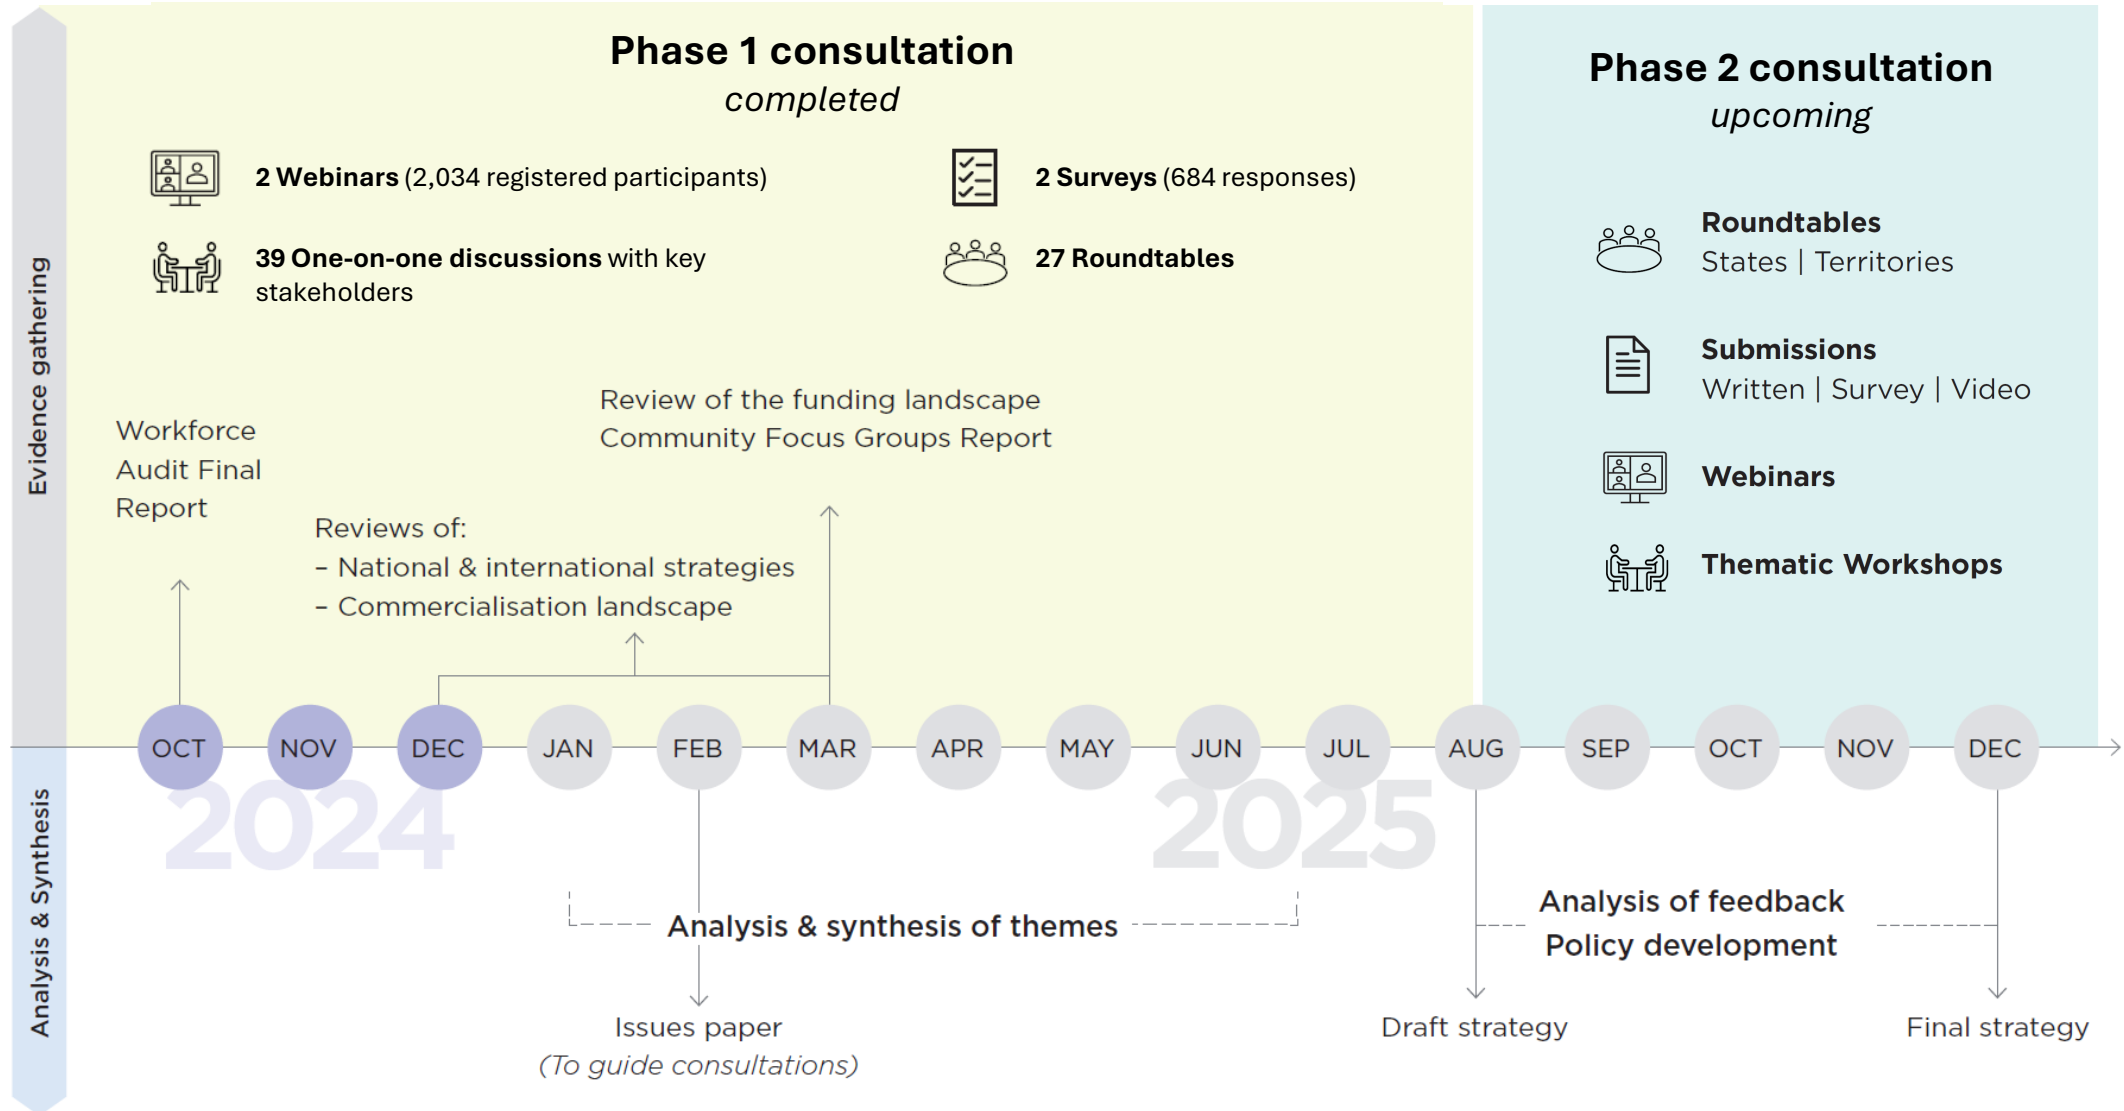 Phase 1 consultation
completed
2 Webinars (2,034 registered participants)
2 Surveys (684 responses)
39 One-on-one discussions with key
stakeholders
27 Roundtables
Phase 2 consultation
upcoming
Roundtables
States | Territories
Submissions
Written | Survey | Video
Webinars
Thematic Workshops
Evidence gathering
Workforce
Audit Final
Report
Reviews of:
– National & international strategies
– Commercialisation landscape
Review of the funding landscape
Community Focus Groups Report
OCT NOV DEC JAN FEB MAR APR MAY JUN JUL AUG SEP OCT NOV DEC
2024
2025
Analysis & Synthesis
Analysis & synthesis of themes
Analysis of feedback
Policy development
Issues paper
(To guide consultations)
Draft strategy
Final strategy